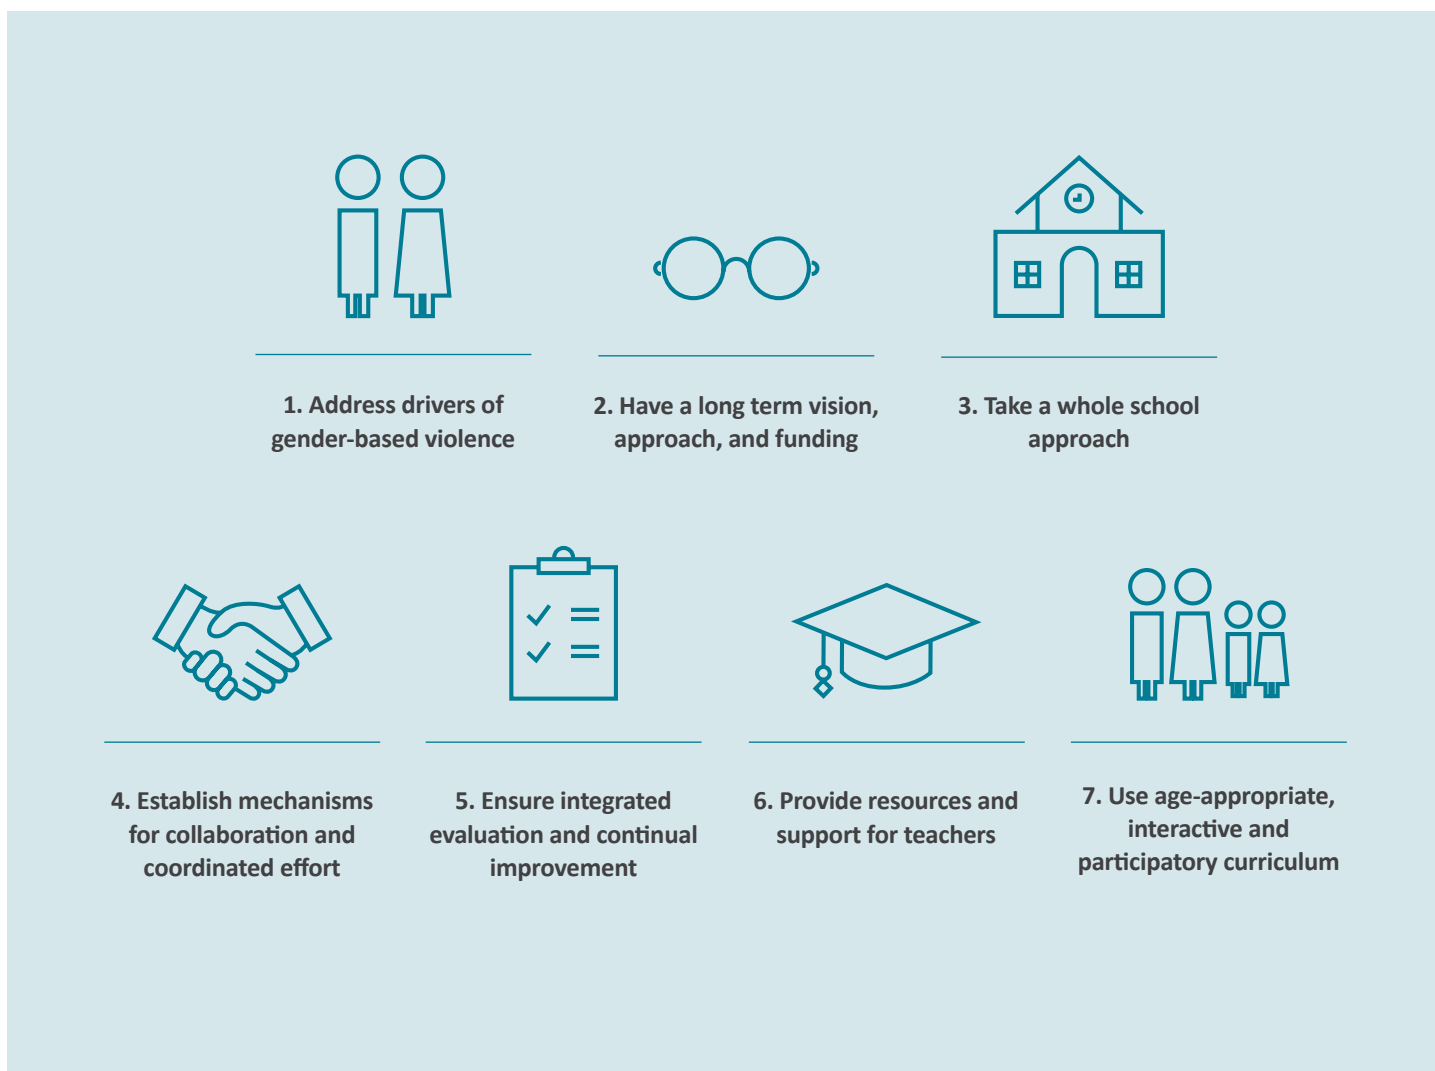 1. Address drivers of
gender-based violence
2. Have a long term vision,
approach, and funding
3. Take a whole school
approach
4. Establish mechanisms
for collaboration and
coordinated effort
5. Ensure integrated
evaluation and continual
improvement
6. Provide resources and
support for teachers
7. Use age-appropriate,
interactive and
participatory curriculum